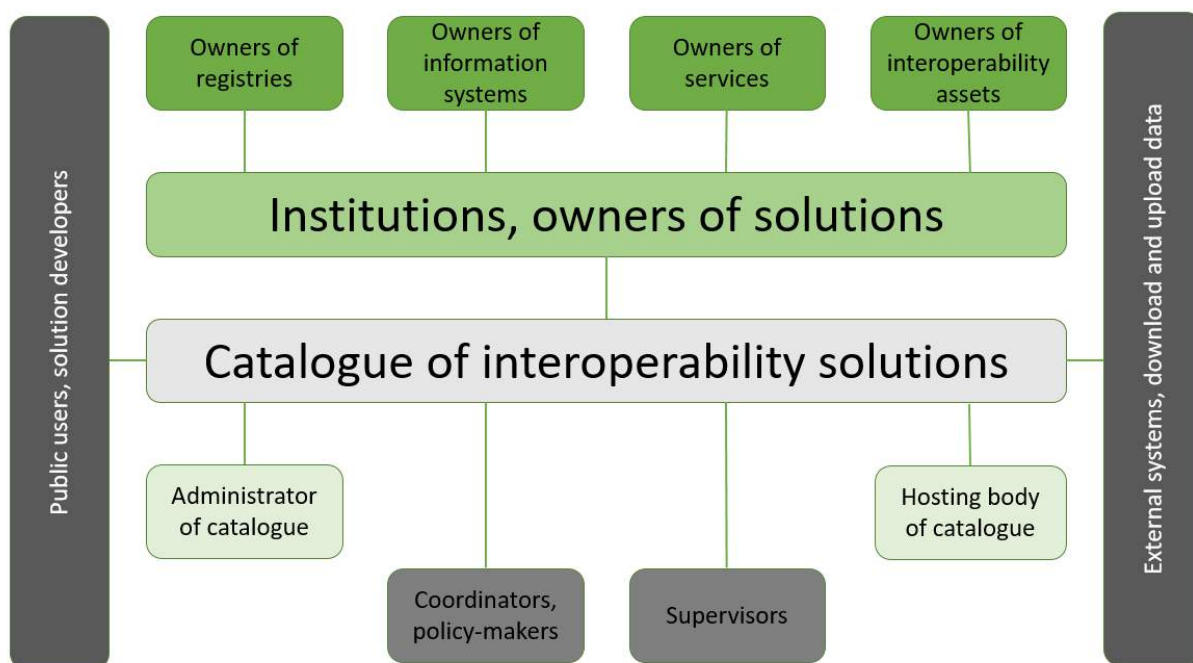 Public users, solution developers
Owners of
registries
Owners of
information
systems
Owners of
services
Owners of
interoperability
assets
Institutions, owners of solutions
Catalogue of interoperability solutions
Administrator
of catalogue
Coordinators,
policy-makers
Supervisors
Hosting body
of catalogue
External systems, download and upload data